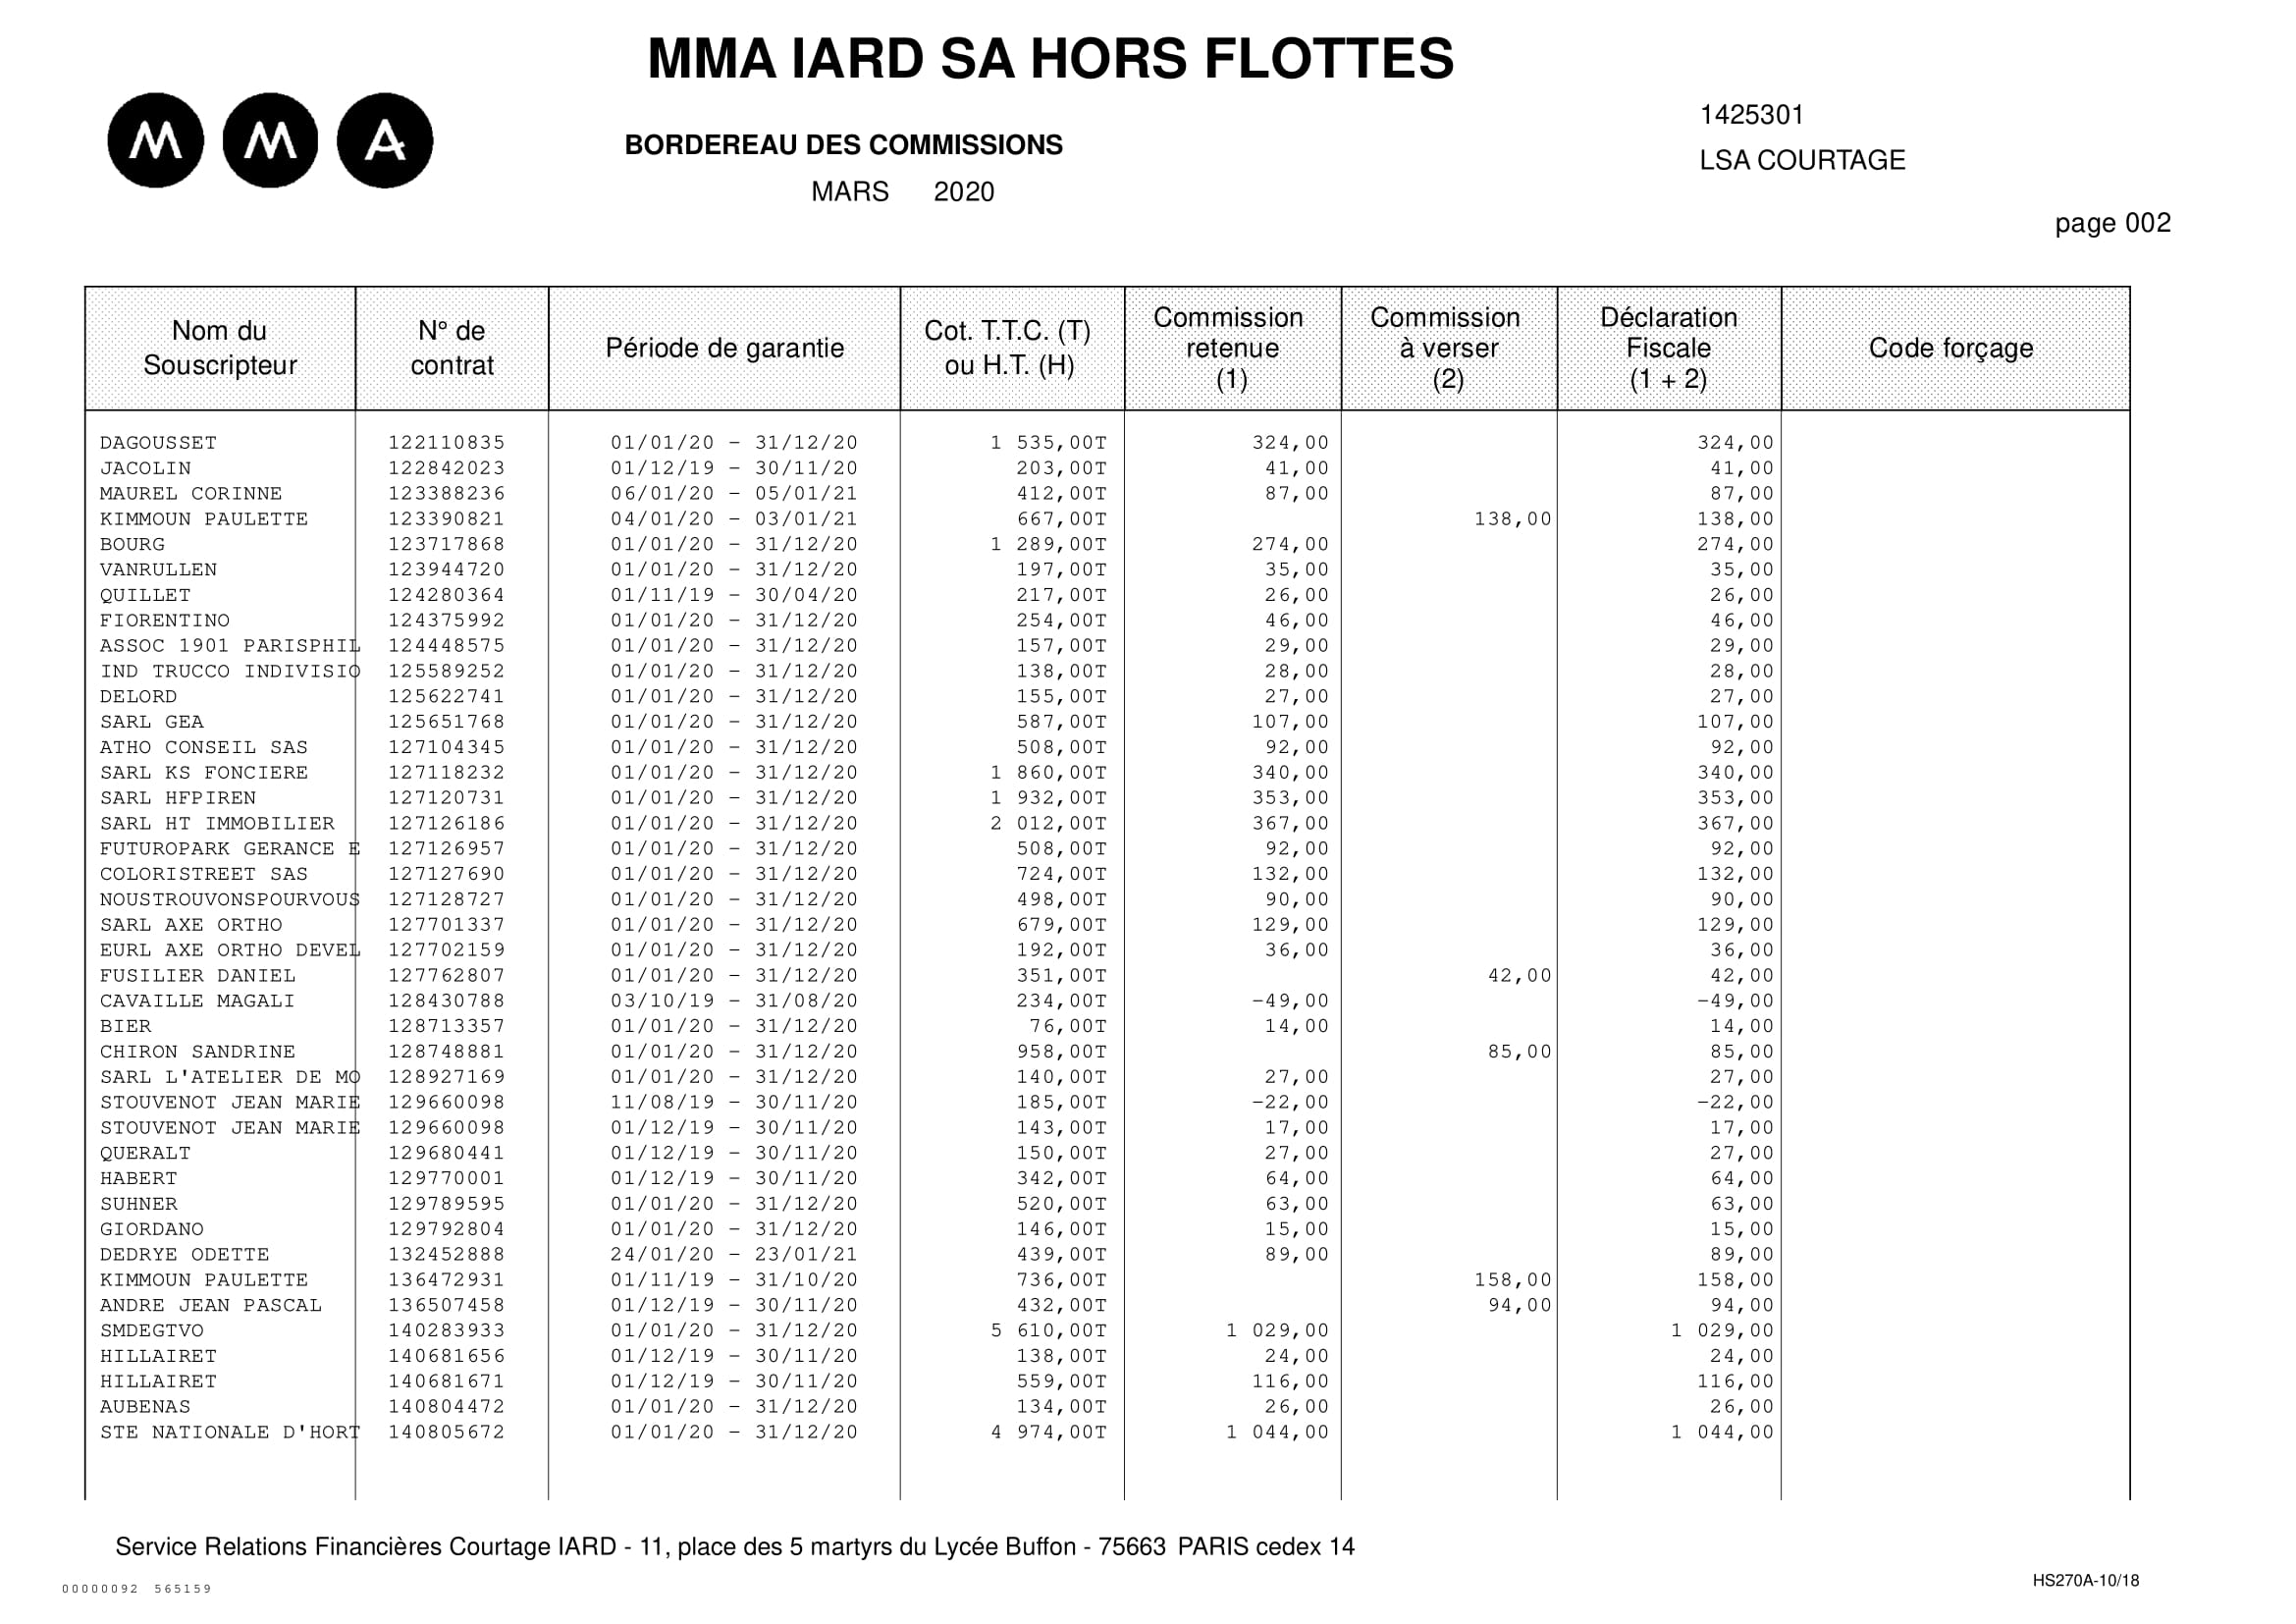 MMA IARD SA HORS FLOTTES
M M A
BORDEREAU DES COMMISSIONS
MARS 2020
1425301
LSA COURTAGE
page 002
Nom du Souscripteur | N° de contrat | Période de garantie | Cot. T.T.C. (T) ou H.T. (H) | Commission retenue (1) | Commission à verser (2) | Déclaration Fiscale (1 + 2) | Code forçage
DAGOUSSET 122110835 01/01/20 - 31/12/20 1 535,00T 324,00 324,00
JACOLIN 122842023 01/12/19 - 30/11/20 203,00T 41,00 41,00
MAUREL CORINNE 123388236 06/01/20 - 05/01/21 412,00T 87,00 87,00
KIMMOUN PAULETTE 123390821 04/01/20 - 03/01/21 667,00T 138,00 138,00
BOURG 123717868 01/01/20 - 31/12/20 1 289,00T 274,00 274,00
VANRULLEN 123944720 01/01/20 - 31/12/20 197,00T 35,00 35,00
QUILLET 124280364 01/11/19 - 30/04/20 217,00T 26,00 26,00
FIORENTINO 124375992 01/01/20 - 31/12/20 254,00T 46,00 46,00
ASSOC 1901 PARISPHIL 124448575 01/01/20 - 31/12/20 157,00T 29,00 29,00
IND TRUCCO INDIVISIO 125589252 01/01/20 - 31/12/20 138,00T 28,00 28,00
DELORD 125622741 01/01/20 - 31/12/20 155,00T 27,00 27,00
SARL GEA 125651768 01/01/20 - 31/12/20 587,00T 107,00 107,00
ATHO CONSEIL SAS 127104345 01/01/20 - 31/12/20 508,00T 92,00 92,00
SARL KS FONCIERE 127118232 01/01/20 - 31/12/20 1 860,00T 340,00 340,00
SARL HFPIREN 127120731 01/01/20 - 31/12/20 1 932,00T 353,00 353,00
SARL HT IMMOBILIER 127126186 01/01/20 - 31/12/20 2 012,00T 367,00 367,00
FUTUROPARK GERANCE E 127126957 01/01/20 - 31/12/20 508,00T 92,00 92,00
COLORISTREET SAS 127127690 01/01/20 - 31/12/20 724,00T 132,00 132,00
NOUSTROUVONSPOURVOUS 127128727 01/01/20 - 31/12/20 498,00T 90,00 90,00
SARL AXE ORTHO 127701337 01/01/20 - 31/12/20 679,00T 129,00 129,00
EURL AXE ORTHO DEVEL 127702159 01/01/20 - 31/12/20 192,00T 36,00 36,00
FUSILIER DANIEL 127762807 01/01/20 - 31/12/20 351,00T 42,00 42,00
CAVAILLE MAGALI 128430788 03/10/19 - 31/08/20 234,00T -49,00 -49,00
BIER 128713357 01/01/20 - 31/12/20 76,00T 14,00 14,00
CHIRON SANDRINE 128748881 01/01/20 - 31/12/20 958,00T 85,00 85,00
SARL L'ATELIER DE MO 128927169 01/01/20 - 31/12/20 140,00T 27,00 27,00
STOUVENOT JEAN MARIE 129660098 11/08/19 - 30/11/20 185,00T -22,00 -22,00
STOUVENOT JEAN MARIE 129660098 01/12/19 - 30/11/20 143,00T 17,00 17,00
QUERALT 129680441 01/12/19 - 30/11/20 150,00T 27,00 27,00
HABERT 129770001 01/12/19 - 30/11/20 342,00T 64,00 64,00
SUHNER 129789595 01/01/20 - 31/12/20 520,00T 63,00 63,00
GIORDANO 129792804 01/01/20 - 31/12/20 146,00T 15,00 15,00
DEDRYE ODETTE 132452888 24/01/20 - 23/01/21 439,00T 89,00 89,00
KIMMOUN PAULETTE 136472931 01/11/19 - 31/10/20 736,00T 158,00 158,00
ANDRE JEAN PASCAL 136507458 01/12/19 - 30/11/20 432,00T 94,00 94,00
SMDEGTVO 140283933 01/01/20 - 31/12/20 5 610,00T 1 029,00 1 029,00
HILLAIRET 140681656 01/12/19 - 30/11/20 138,00T 24,00 24,00
HILLAIRET 140681671 01/12/19 - 30/11/20 559,00T 116,00 116,00
AUBENAS 140804472 01/01/20 - 31/12/20 134,00T 26,00 26,00
STE NATIONALE D'HORT 140805672 01/01/20 - 31/12/20 4 974,00T 1 044,00 1 044,00
Service Relations Financières Courtage IARD - 11, place des 5 martyrs du Lycée Buffon - 75663 PARIS cedex 14
00000092 565159
HS270A-10/18